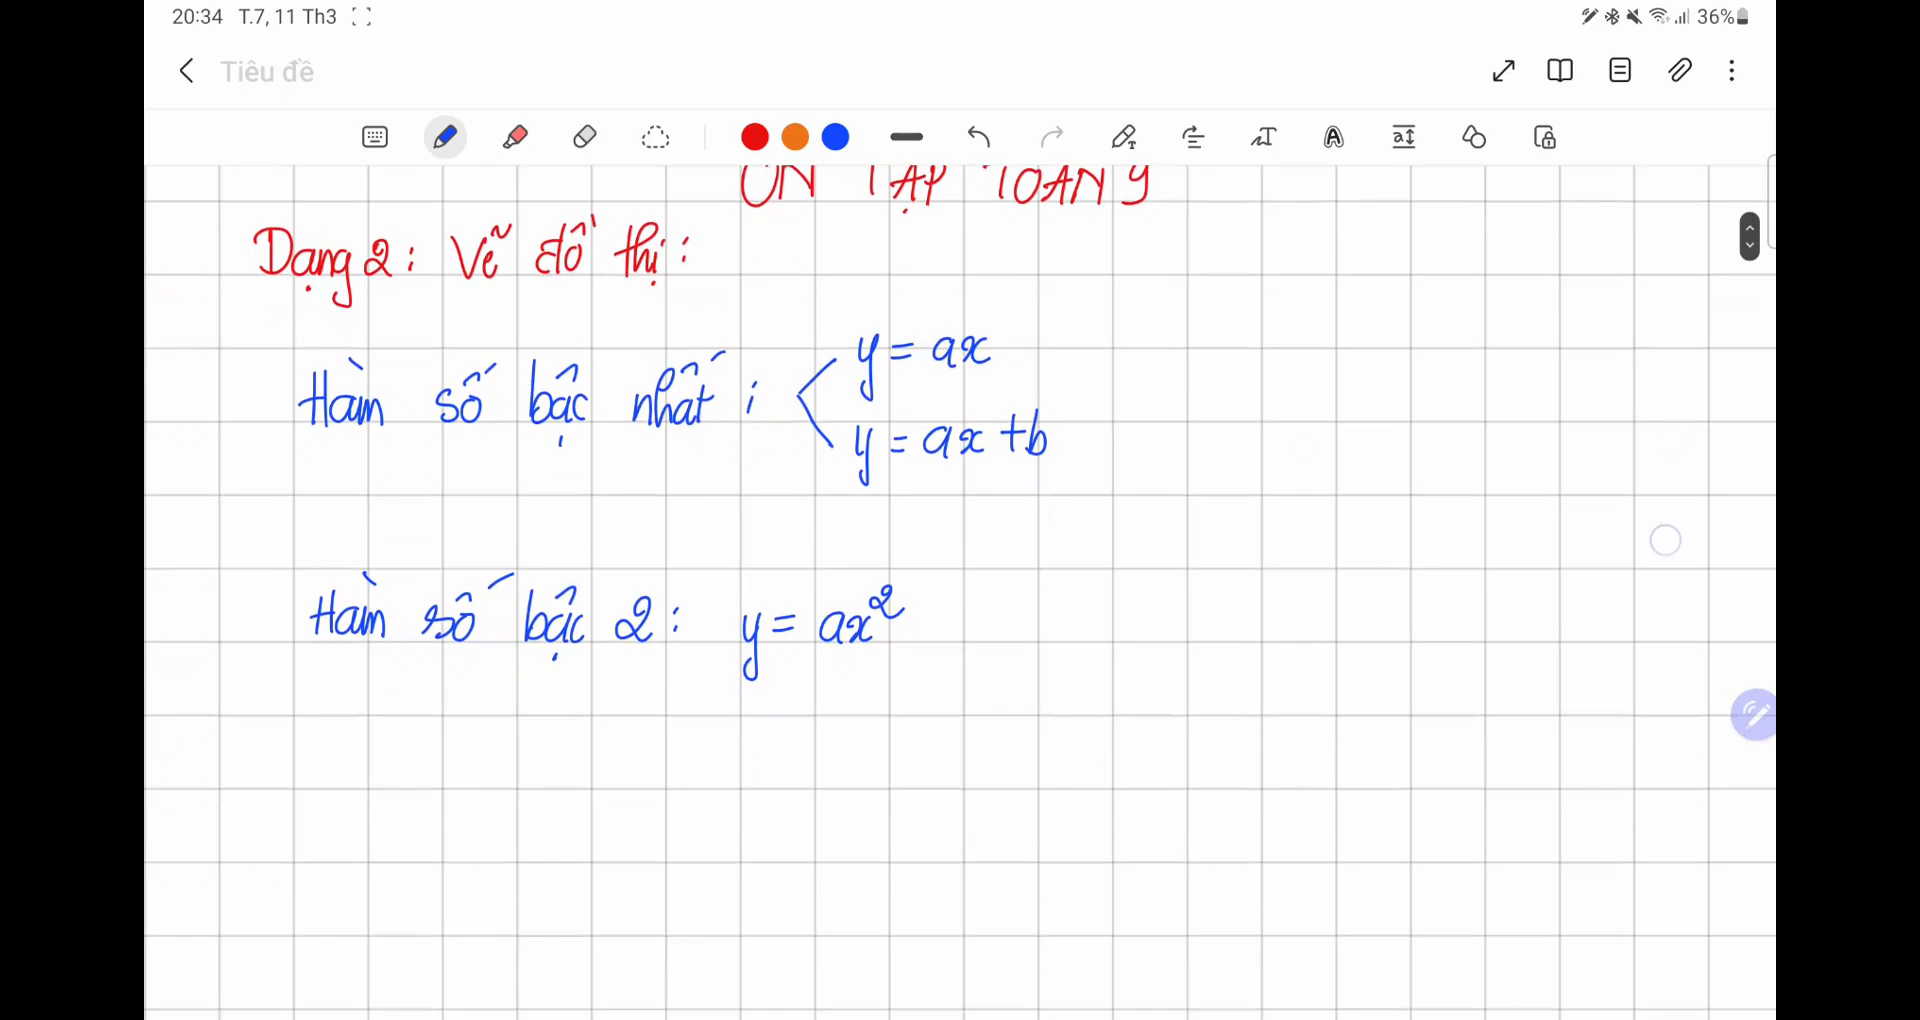 20:34 T.7, 11 Th3 36%
Tiêu đề
ÔN TẬP TOÁN 9
Dạng 2: Vẽ đồ thị:
Hàm số bậc nhất: y = ax
y = ax + b
Hàm số bậc 2: y = ax²